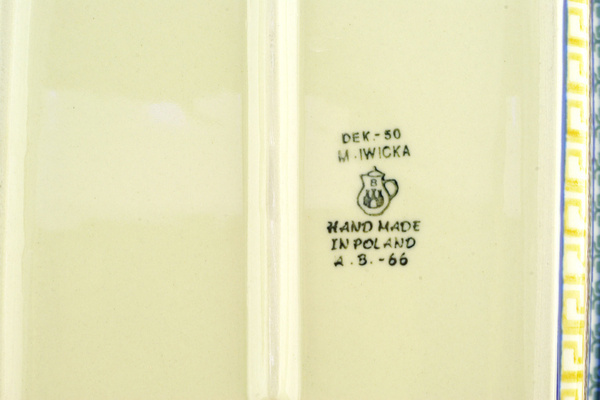 DEK.-50
M.IWICKA
B
HAND MADE
IN POLAND
A.B.-66